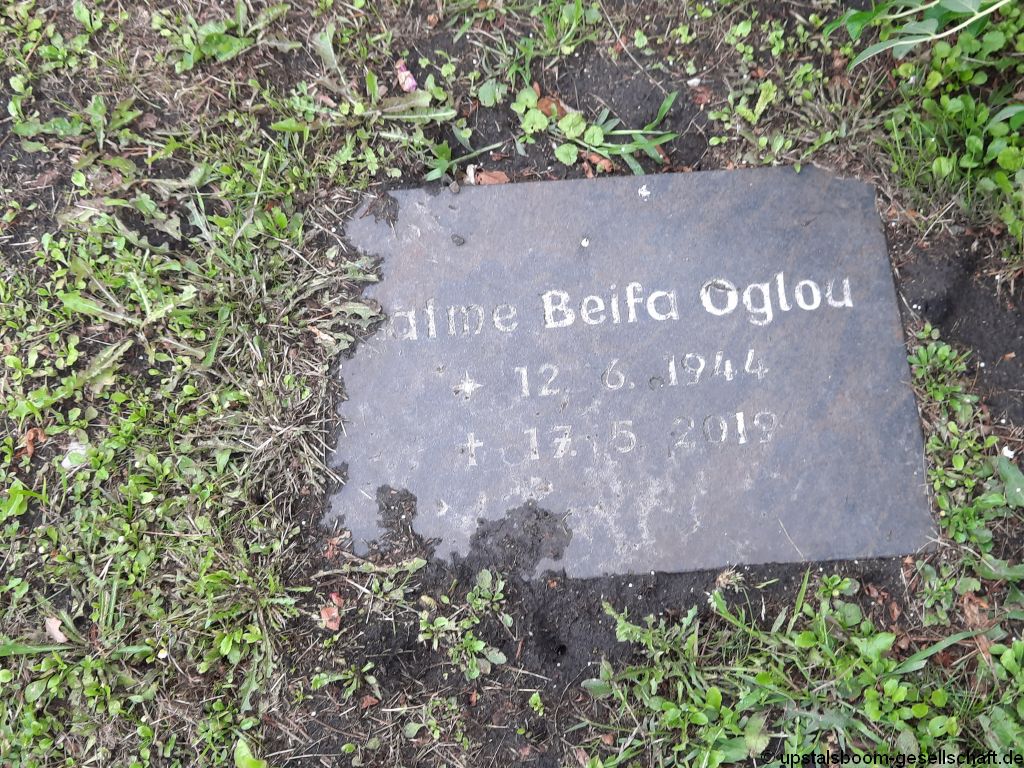 Beifa Oglou
* 12. 6. 1944
† 17. 5. 2019
© upstalsboom-gesellschaft.de